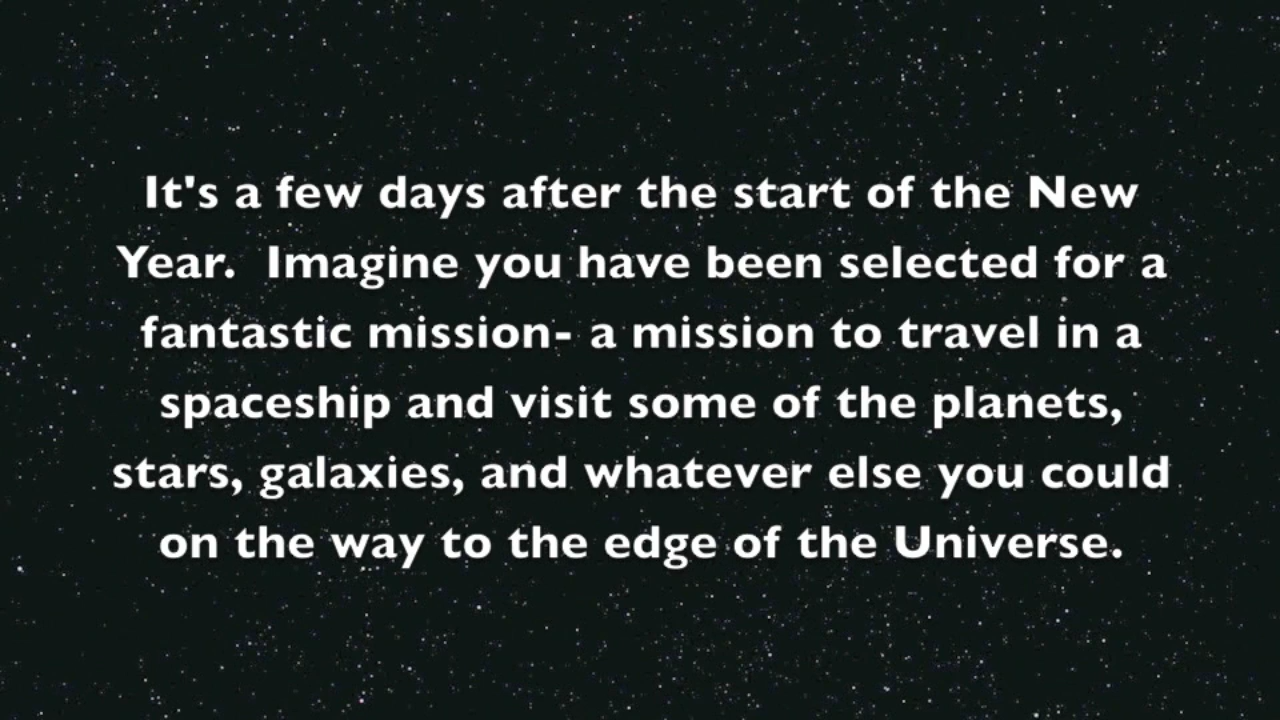 It's a few days after the start of the New
Year.  Imagine you have been selected for a
fantastic mission- a mission to travel in a
spaceship and visit some of the planets,
stars, galaxies, and whatever else you could
on the way to the edge of the Universe.